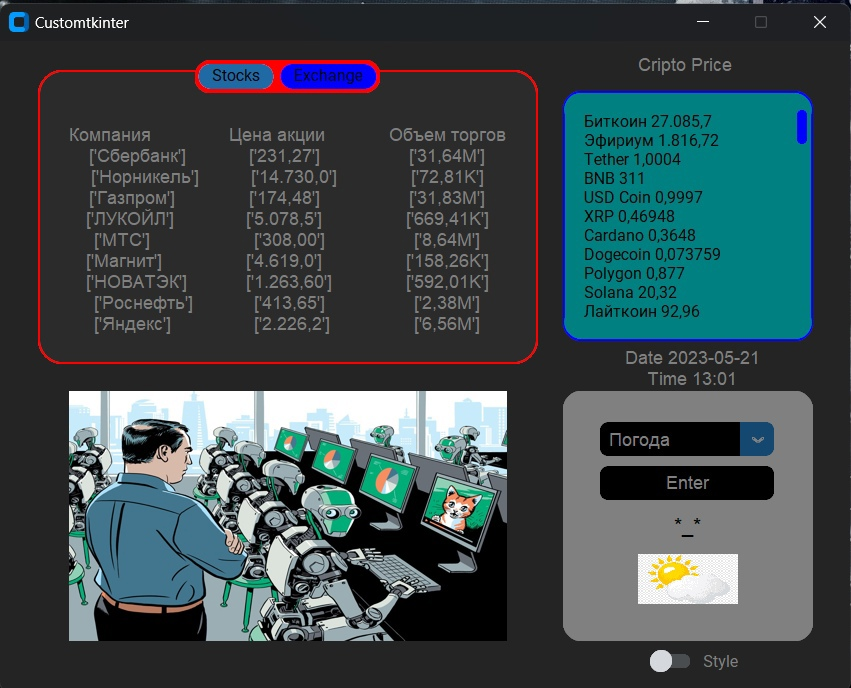 Customtkinter
Stocks Exchange
Компания Цена акции Объем торгов
['Сбербанк'] ['231,27'] ['31,64M']
['Норникель'] ['14.730,0'] ['72,81K']
['Газпром'] ['174,48'] ['31,83M']
['ЛУКОЙЛ'] ['5.078,5'] ['669,41K']
['МТС'] ['308,00'] ['8,64M']
['Магнит'] ['4.619,0'] ['158,26K']
['НОВАТЭК'] ['1.263,60'] ['592,01K']
['Роснефть'] ['413,65'] ['2,38M']
['Яндекс'] ['2.226,2'] ['6,56M']
Cripto Price
Биткоин 27.085,7
Эфириум 1.816,72
Tether 1,0004
BNB 311
USD Coin 0,9997
XRP 0,46948
Cardano 0,3648
Dogecoin 0,073759
Polygon 0,877
Solana 20,32
Лайткоин 92,96
Date 2023-05-21
Time 13:01
Погода
Enter
*_*
Style